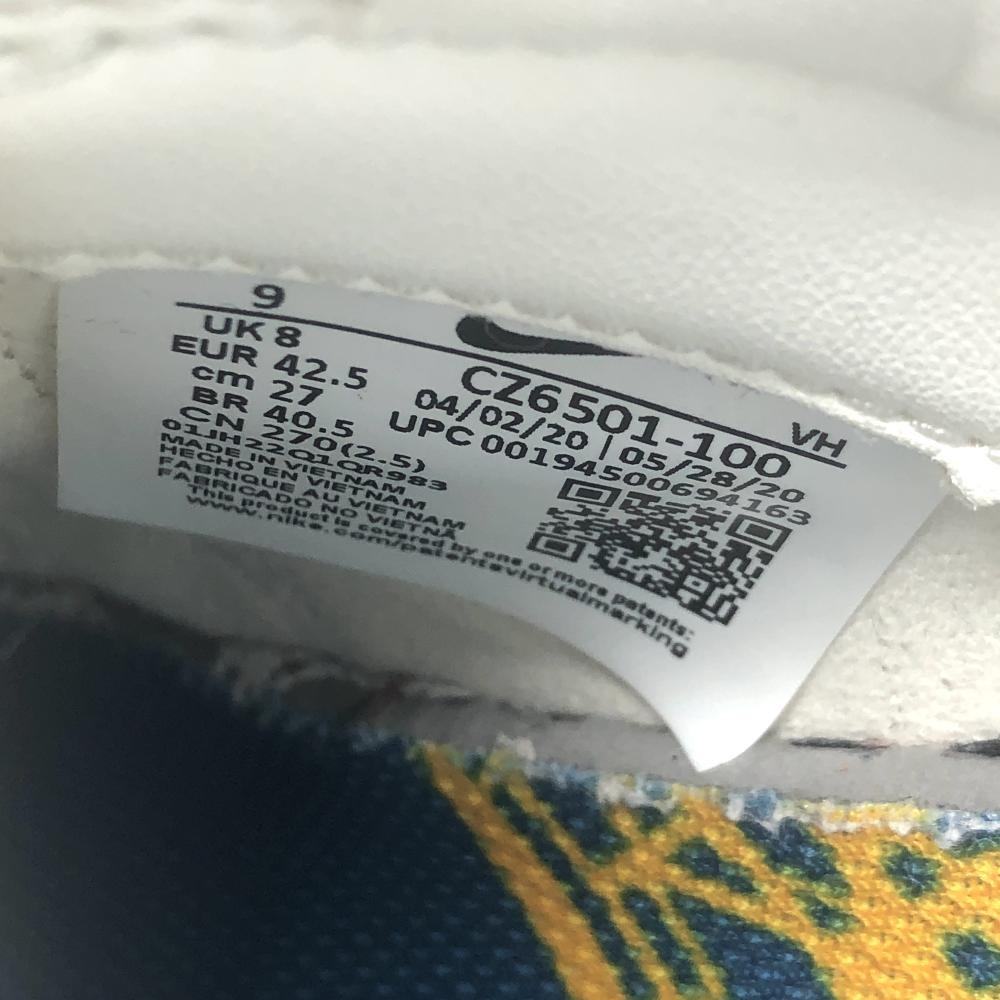 9
VH
UK 8
EUR 42.5
cm 27
BR 40.5
CN 270(2.5)
CZ6501-100
04/02/20 | 05/28/20
UPC 00194500694163
01JH22Q1QR983
MADE IN VIETNAM
HECHO EN VIETNAM
FABRIQUE AU VIETNAM
FABRICADO NO VIETNÃ
This product is covered by one or more patents:
www.nike.com/patentsvirtualmarking